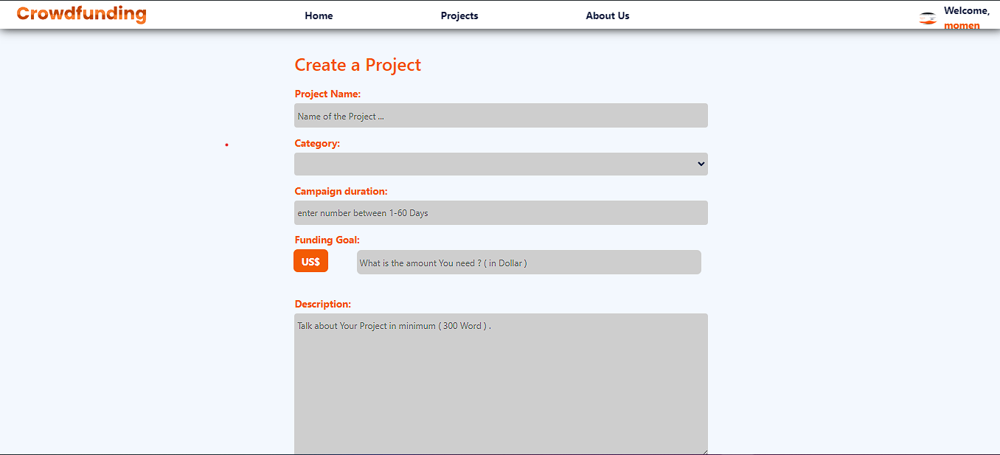 Crowdfunding
Home
Projects
About Us
Welcome,
momen
Create a Project
Project Name:
Name of the Project ...
Category:
Campaign duration:
enter number between 1-60 Days
Funding Goal:
US$
What is the amount You need ? ( in Dollar )
Description:
Talk about Your Project in minimum ( 300 Word ) .